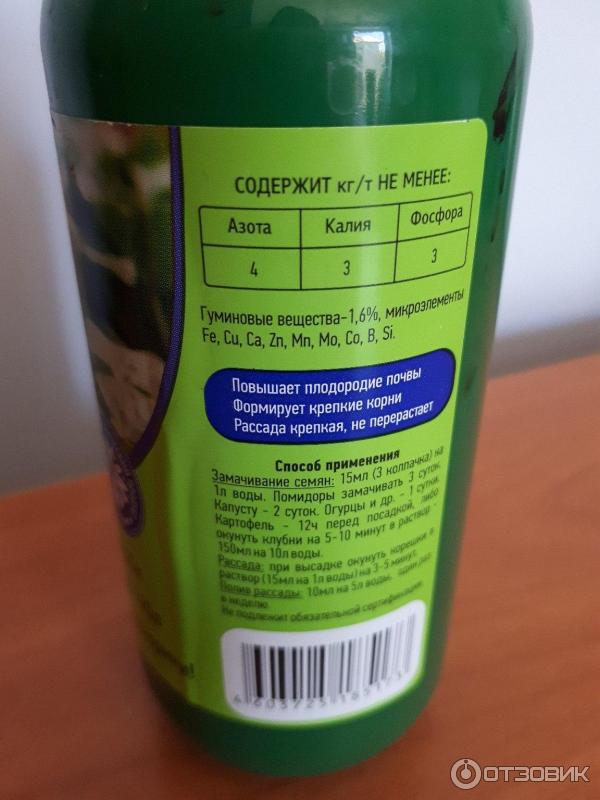 СОДЕРЖИТ кг/т НЕ МЕНЕЕ:
Азота Калия Фосфора
4 3 3
Гуминовые вещества-1,6%, микроэлементы
Fe, Cu, Ca, Zn, Mn, Mo, Co, B, Si.
Повышает плодородие почвы
Формирует крепкие корни
Рассада крепкая, не перерастает
Способ применения
Замачивание семян: 15мл (3 колпачка) на
1л воды. Помидоры замачивать 3 суток.
Капусту - 2 суток. Огурцы и др. - 1 сутки.
Картофель - 12ч перед посадкой, либо
окунуть клубни на 5-10 минут в раствор -
150мл на 10л воды.
Рассада: при высадке окунуть корешки в
раствор (15мл на 1л воды) на 3-5 минут.
Полив рассады: 10мл на 5л воды, один раз
в неделю.
Не подлежит обязательной сертификации.
ОТЗОВИК